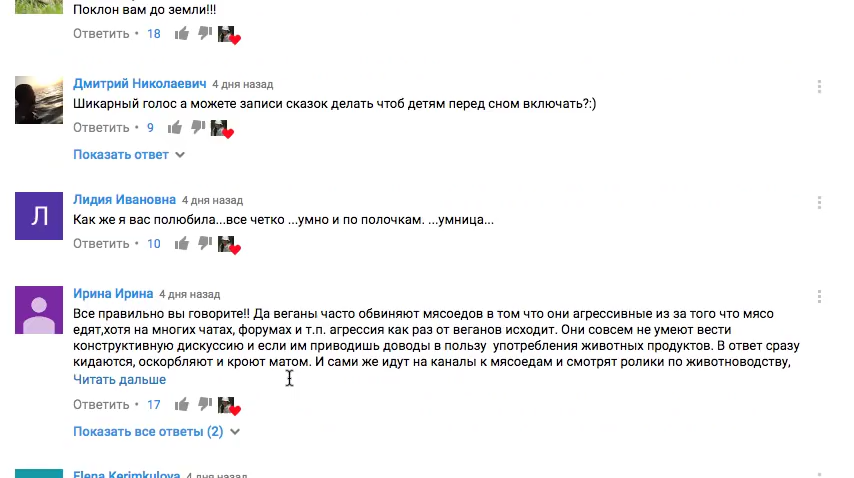 Поклон вам до земли!!!
Ответить • 18
Дмитрий Николаевич 4 дня назад
Шикарный голос а можете записи сказок делать чтоб детям перед сном включать?:)
Ответить • 9
Показать ответ
Л
Лидия Ивановна 4 дня назад
Как же я вас полюбила...все четко ...умно и по полочкам. ...умница...
Ответить • 10
Ирина Ирина 4 дня назад
Все правильно вы говорите!! Да веганы часто обвиняют мясоедов в том что они агрессивные из за того что мясо
едят,хотя на многих чатах, форумах и т.п. агрессия как раз от веганов исходит. Они совсем не умеют вести
конструктивную дискуссию и если им приводишь доводы в пользу употребления животных продуктов. В ответ сразу
кидаются, оскорбляют и кроют матом. И сами же идут на каналы к мясоедам и смотрят ролики по животноводству,
Читать дальше
Ответить • 17
Показать все ответы (2)
Elena Kerimkulova 4 дня назад